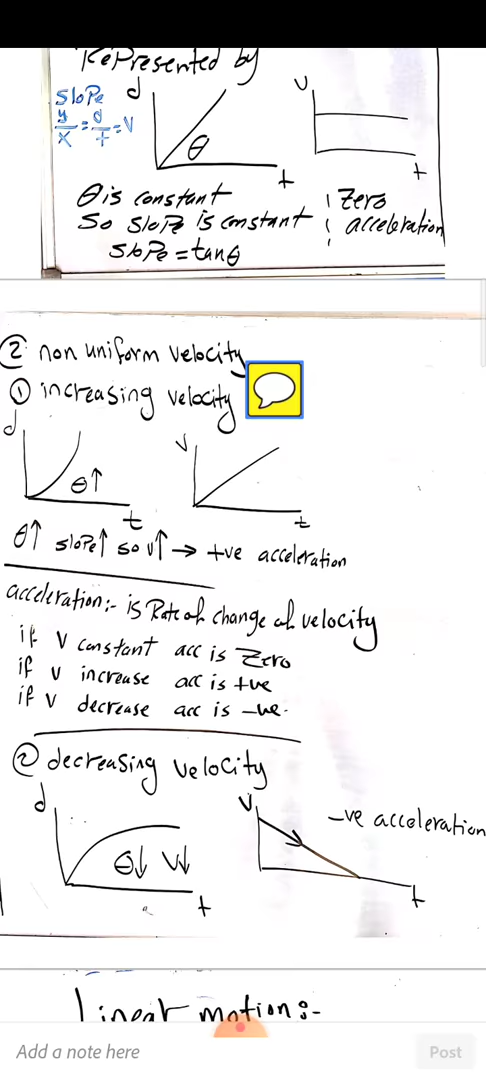 Represented by
Slope d V
y/x = d/t = V θ
t t
θ is constant Zero
So slope is constant acceleration
slope = tanθ
② non uniform velocity
① increasing velocity
d V
θ↑
t t
θ↑ slope↑ so v↑ → +ve acceleration
acceleration:- is Rate of change of velocity
if V constant acc is Zero
if v increase acc is +ve
if V decrease acc is -ve.
② decreasing velocity
d V -ve acceleration
θ↓ V↓
t t
Linear motion:-
Add a note here Post